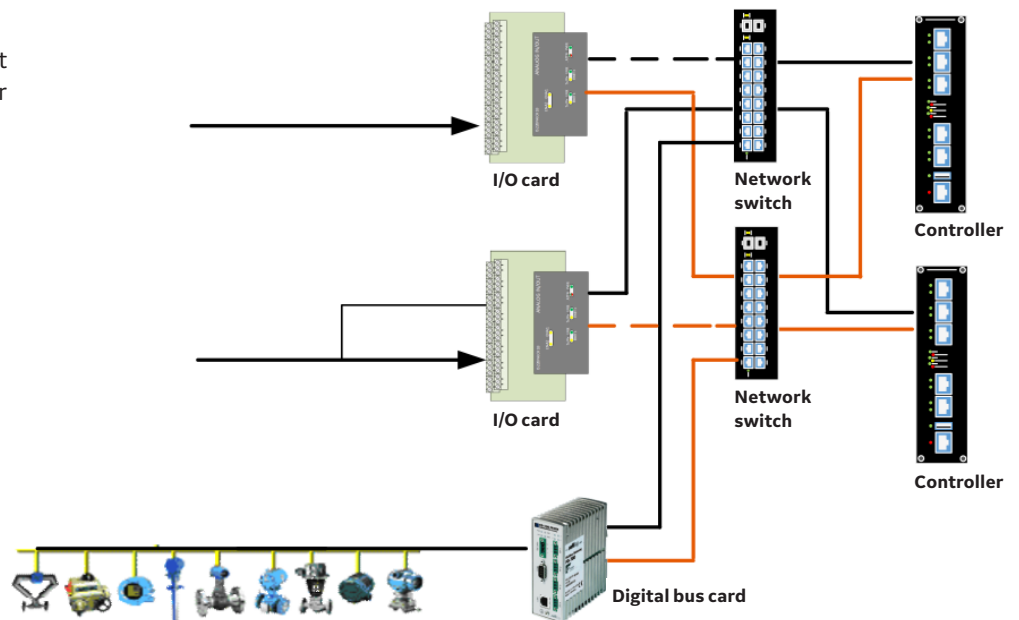 t
r
I/O card
Network
switch
Controller
I/O card
Network
switch
Controller
Digital bus card